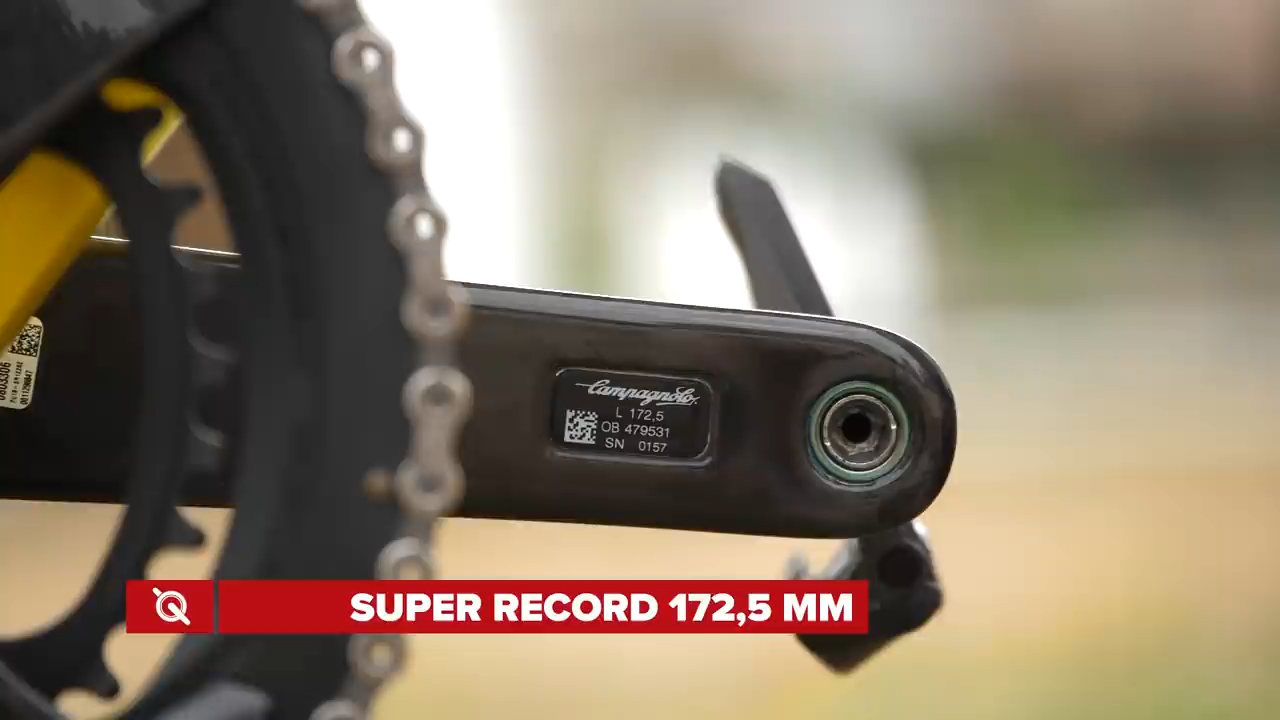 Campagnolo
L 172,5
OB 479531
SN 0157
SUPER RECORD 172,5 MM